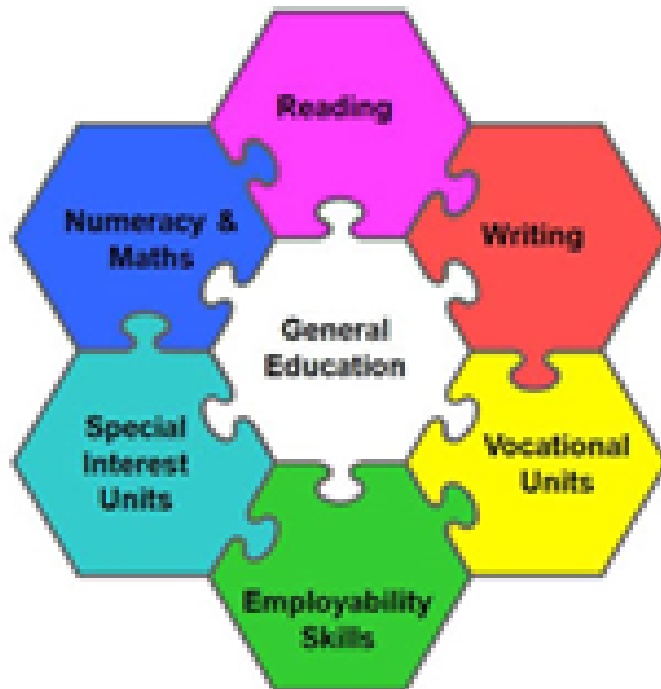 Reading
Numeracy &
Maths
Writing
General
Education
Special
Interest
Units
Vocational
Units
Employability
Skills